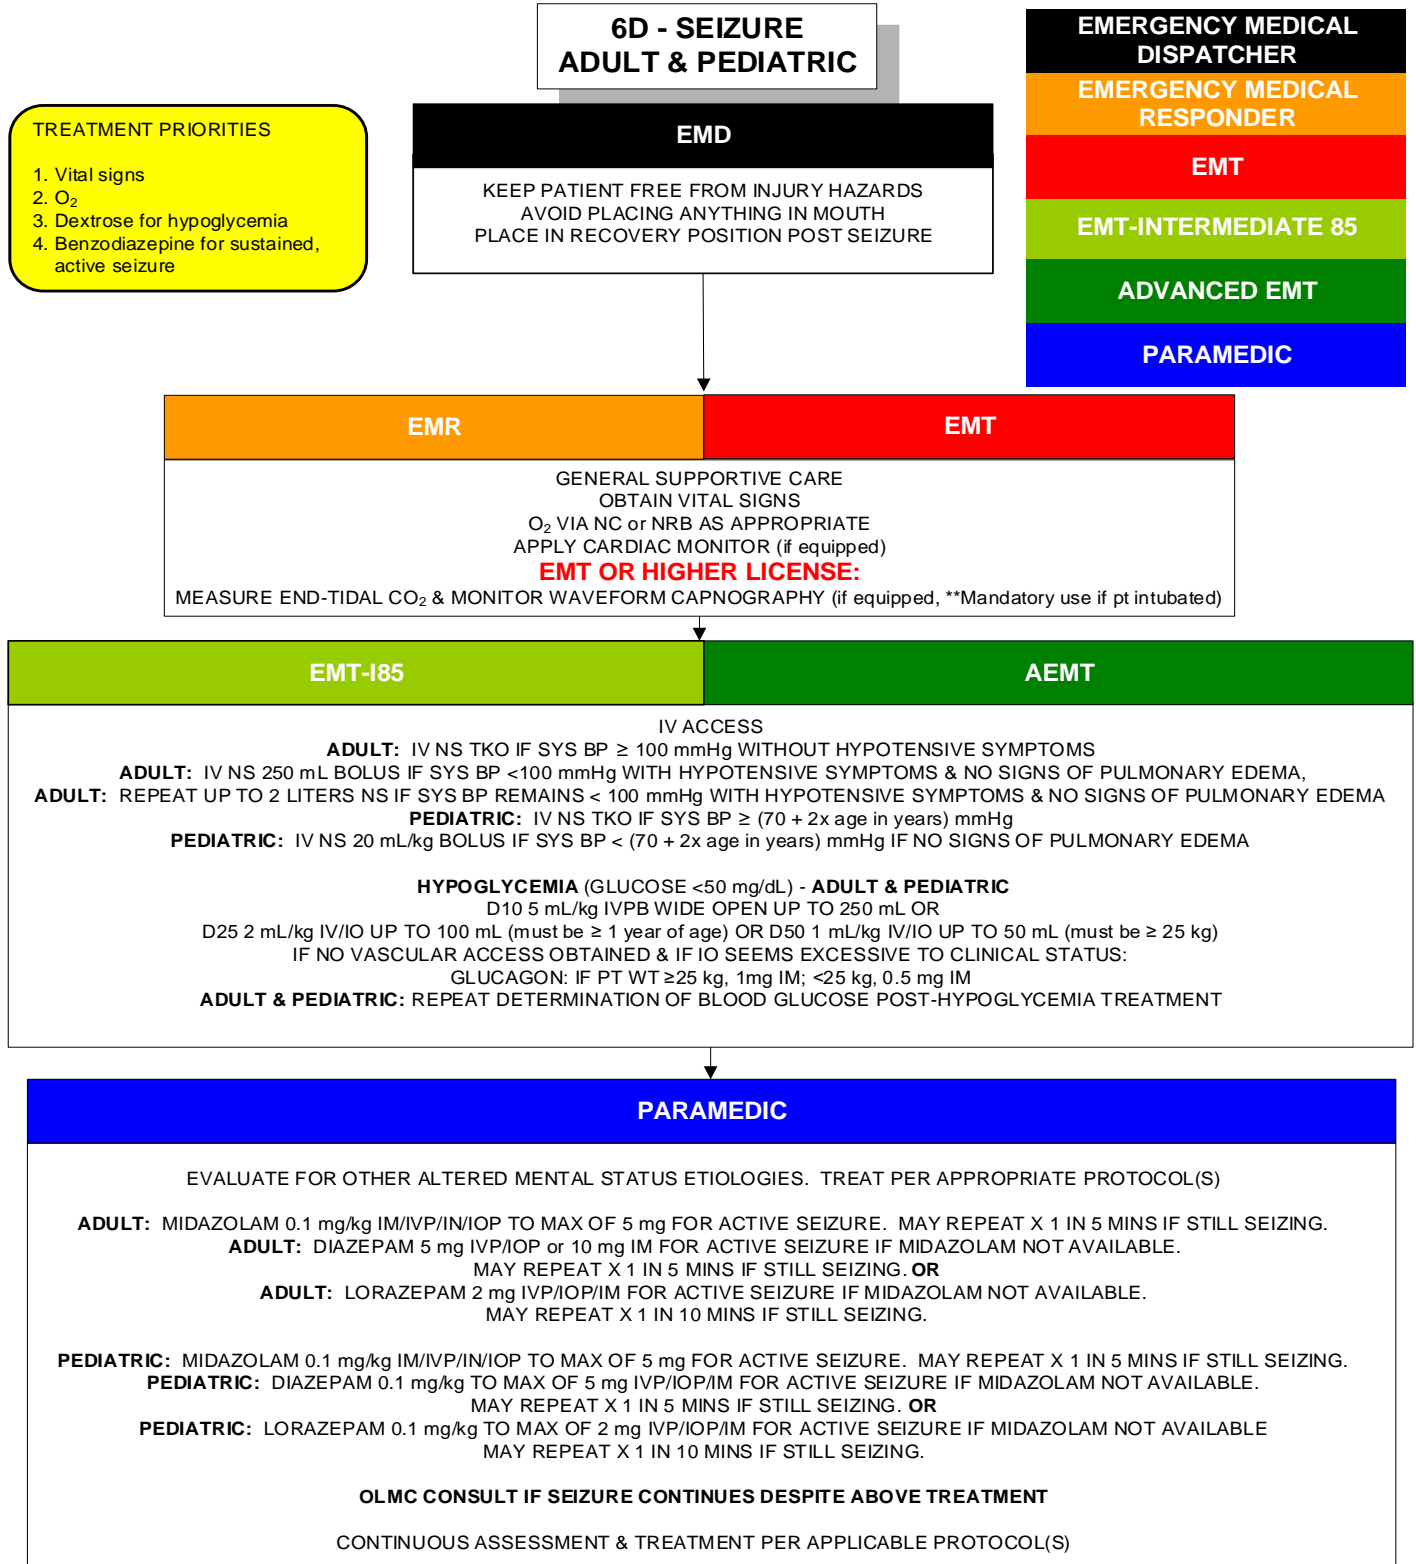 6D - SEIZURE
ADULT & PEDIATRIC
EMERGENCY MEDICAL
DISPATCHER
EMERGENCY MEDICAL
RESPONDER
EMT
EMT-INTERMEDIATE 85
ADVANCED EMT
PARAMEDIC
TREATMENT PRIORITIES
1. Vital signs
2. O₂
3. Dextrose for hypoglycemia
4. Benzodiazepine for sustained,
active seizure
EMD
KEEP PATIENT FREE FROM INJURY HAZARDS
AVOID PLACING ANYTHING IN MOUTH
PLACE IN RECOVERY POSITION POST SEIZURE
EMR
EMT
GENERAL SUPPORTIVE CARE
OBTAIN VITAL SIGNS
O₂ VIA NC or NRB AS APPROPRIATE
APPLY CARDIAC MONITOR (if equipped)
EMT OR HIGHER LICENSE:
MEASURE END-TIDAL CO₂ & MONITOR WAVEFORM CAPNOGRAPHY (if equipped, **Mandatory use if pt intubated)
EMT-I85
AEMT
IV ACCESS
ADULT: IV NS TKO IF SYS BP ≥ 100 mmHg WITHOUT HYPOTENSIVE SYMPTOMS
ADULT: IV NS 250 mL BOLUS IF SYS BP <100 mmHg WITH HYPOTENSIVE SYMPTOMS & NO SIGNS OF PULMONARY EDEMA,
ADULT: REPEAT UP TO 2 LITERS NS IF SYS BP REMAINS < 100 mmHg WITH HYPOTENSIVE SYMPTOMS & NO SIGNS OF PULMONARY EDEMA
PEDIATRIC: IV NS TKO IF SYS BP ≥ (70 + 2x age in years) mmHg
PEDIATRIC: IV NS 20 mL/kg BOLUS IF SYS BP < (70 + 2x age in years) mmHg IF NO SIGNS OF PULMONARY EDEMA
HYPOGLYCEMIA (GLUCOSE <50 mg/dL) - ADULT & PEDIATRIC
D10 5 mL/kg IVPB WIDE OPEN UP TO 250 mL OR
D25 2 mL/kg IV/IO UP TO 100 mL (must be ≥ 1 year of age) OR D50 1 mL/kg IV/IO UP TO 50 mL (must be ≥ 25 kg)
IF NO VASCULAR ACCESS OBTAINED & IF IO SEEMS EXCESSIVE TO CLINICAL STATUS:
GLUCAGON: IF PT WT ≥25 kg, 1mg IM; <25 kg, 0.5 mg IM
ADULT & PEDIATRIC: REPEAT DETERMINATION OF BLOOD GLUCOSE POST-HYPOGLYCEMIA TREATMENT
PARAMEDIC
EVALUATE FOR OTHER ALTERED MENTAL STATUS ETIOLOGIES. TREAT PER APPROPRIATE PROTOCOL(S)
ADULT: MIDAZOLAM 0.1 mg/kg IM/IVP/IN/IOP TO MAX OF 5 mg FOR ACTIVE SEIZURE. MAY REPEAT X 1 IN 5 MINS IF STILL SEIZING.
ADULT: DIAZEPAM 5 mg IVP/IOP or 10 mg IM FOR ACTIVE SEIZURE IF MIDAZOLAM NOT AVAILABLE.
MAY REPEAT X 1 IN 5 MINS IF STILL SEIZING. OR
ADULT: LORAZEPAM 2 mg IVP/IOP/IM FOR ACTIVE SEIZURE IF MIDAZOLAM NOT AVAILABLE.
MAY REPEAT X 1 IN 10 MINS IF STILL SEIZING.
PEDIATRIC: MIDAZOLAM 0.1 mg/kg IM/IVP/IN/IOP TO MAX OF 5 mg FOR ACTIVE SEIZURE. MAY REPEAT X 1 IN 5 MINS IF STILL SEIZING.
PEDIATRIC: DIAZEPAM 0.1 mg/kg TO MAX OF 5 mg IVP/IOP/IM FOR ACTIVE SEIZURE IF MIDAZOLAM NOT AVAILABLE.
MAY REPEAT X 1 IN 5 MINS IF STILL SEIZING. OR
PEDIATRIC: LORAZEPAM 0.1 mg/kg TO MAX OF 2 mg IVP/IOP/IM FOR ACTIVE SEIZURE IF MIDAZOLAM NOT AVAILABLE
MAY REPEAT X 1 IN 10 MINS IF STILL SEIZING.
OLMC CONSULT IF SEIZURE CONTINUES DESPITE ABOVE TREATMENT
CONTINUOUS ASSESSMENT & TREATMENT PER APPLICABLE PROTOCOL(S)